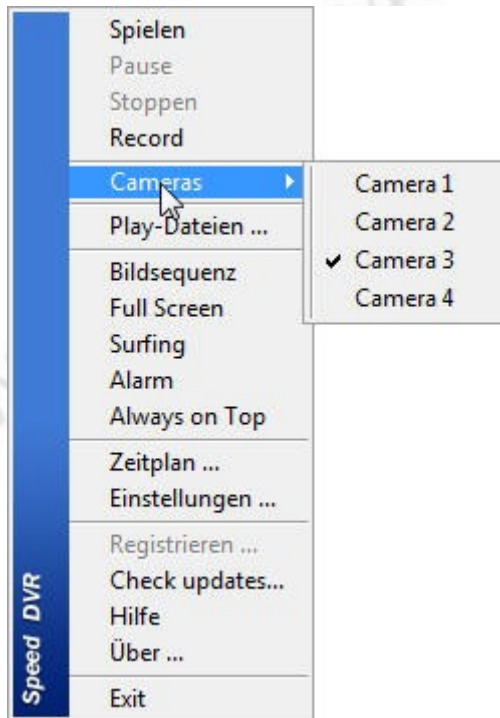 Spielen
Pause
Stoppen
Record
Cameras
Camera 1
Camera 2
Camera 3
Camera 4
Play-Dateien ...
Bildsequenz
Full Screen
Surfing
Alarm
Always on Top
Zeitplan ...
Einstellungen ...
Registrieren ...
Check updates...
Hilfe
Über ...
Exit
Speed DVR